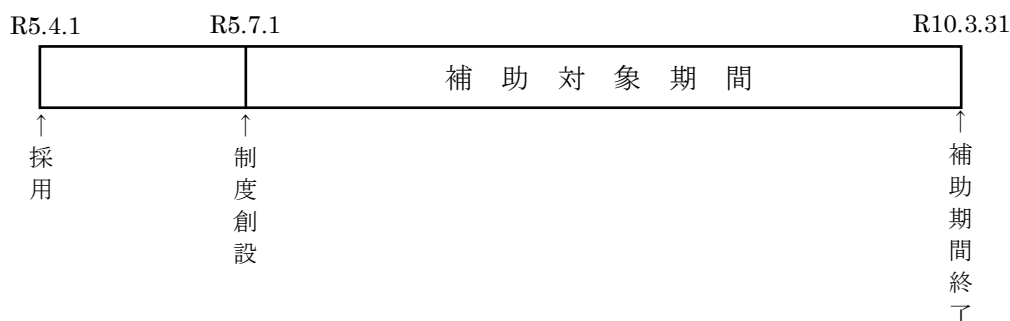 R5.4.1
R5.7.1
R10.3.31
補助対象期間
↑採用
↑制度創設
↑補助期間終了